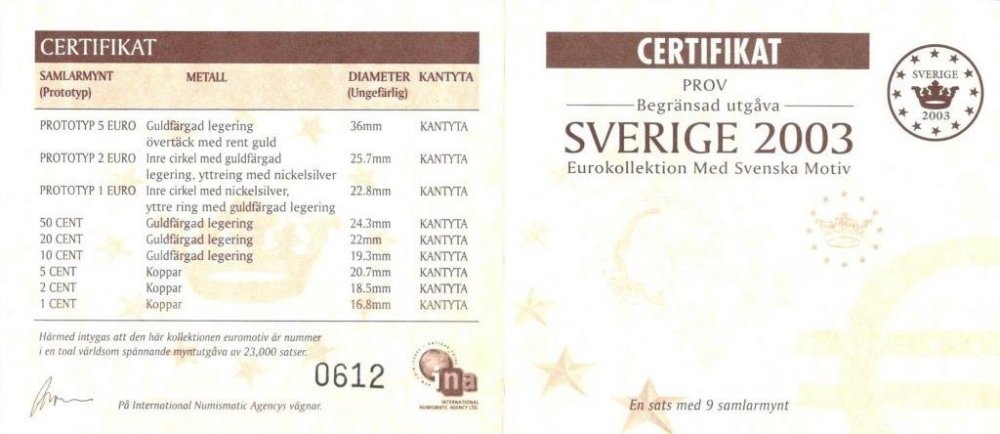 CERTIFIKAT
SAMLARMYNT METALL DIAMETER KANTYTA
(Prototyp) (Ungefärlig)
PROTOTYP 5 EURO Guldfärgad legering 36mm KANTYTA
övertäck med rent guld
PROTOTYP 2 EURO Inre cirkel med guldfärgad 25.7mm KANTYTA
legering, yttreing med nickelsilver
PROTOTYP 1 EURO Inre cirkel med nickelsilver, 22.8mm KANTYTA
yttre ring med guldfärgad legering
50 CENT Guldfärgad legering 24.3mm KANTYTA
20 CENT Guldfärgad legering 22mm KANTYTA
10 CENT Guldfärgad legering 19.3mm KANTYTA
5 CENT Koppar 20.7mm KANTYTA
2 CENT Koppar 18.5mm KANTYTA
1 CENT Koppar 16.8mm KANTYTA
Härmed intygas att den här kollektionen euromotiv är nummer
i en toal världsom spännande myntutgåva av 23,000 satser.
0612
På International Numismatic Agencys vägnar.
ina
INTERNATIONAL
NUMISMATIC AGENCY LTD.
CERTIFIKAT
PROV
Begränsad utgåva
SVERIGE 2003
Eurokollektion Med Svenska Motiv
SVERIGE
2003
En sats med 9 samlarmynt